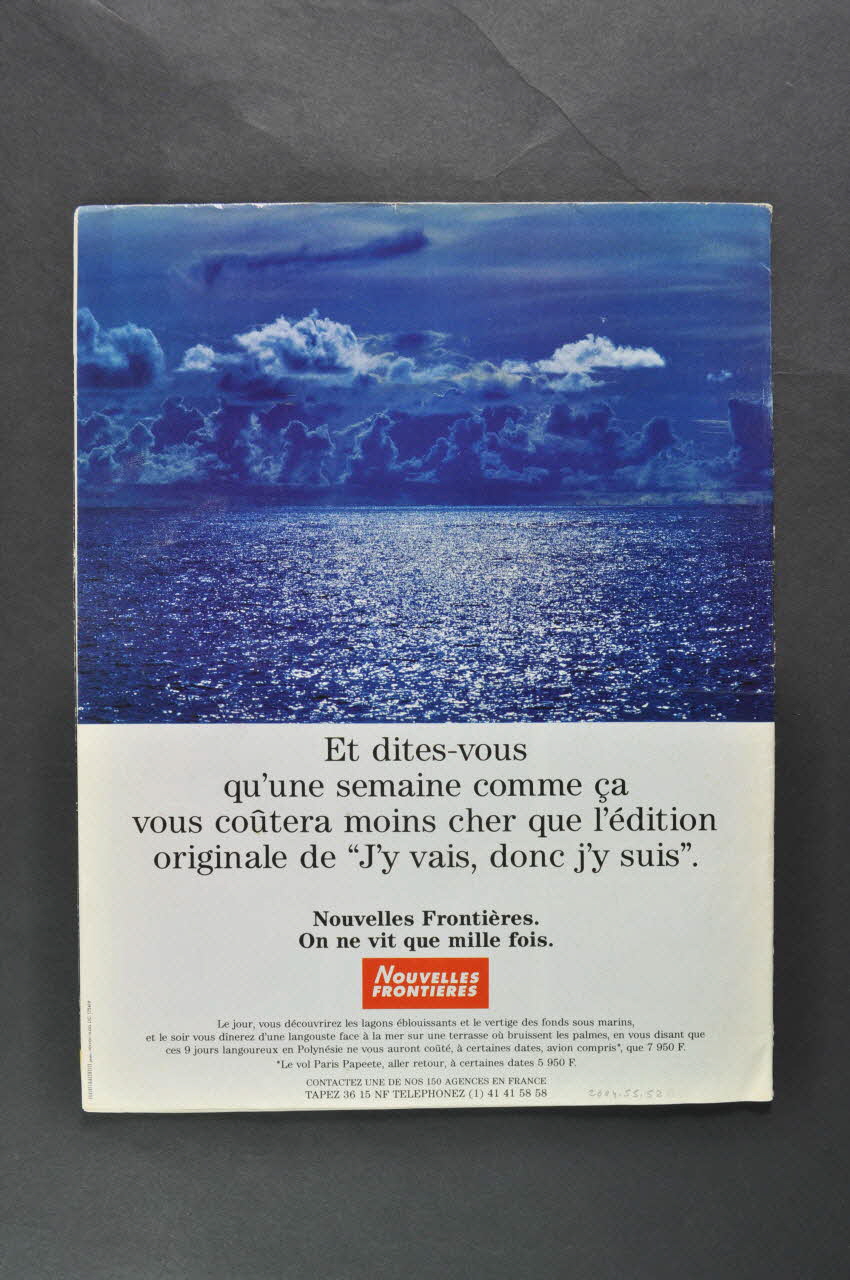 Et dites-vous
qu'une semaine comme ça
vous coûtera moins cher que l'édition
originale de “J'y vais, donc j'y suis”.
Nouvelles Frontières.
On ne vit que mille fois.
NOUVELLES
FRONTIERES
Le jour, vous découvrirez les lagons éblouissants et le vertige des fonds sous marins,
et le soir vous dinerez d'une langouste face à la mer sur une terrasse où bruissent les palmes, en vous disant que
ces 9 jours langoureux en Polynésie ne vous auront coûté, à certaines dates, avion compris*, que 7 950 F.
*Le vol Paris Papeete, aller retour, à certaines dates 5 950 F.
CONTACTEZ UNE DE NOS 150 AGENCES EN FRANCE
TAPEZ 36 15 NF TELEPHONEZ (1) 41 41 58 58
2004.55.52